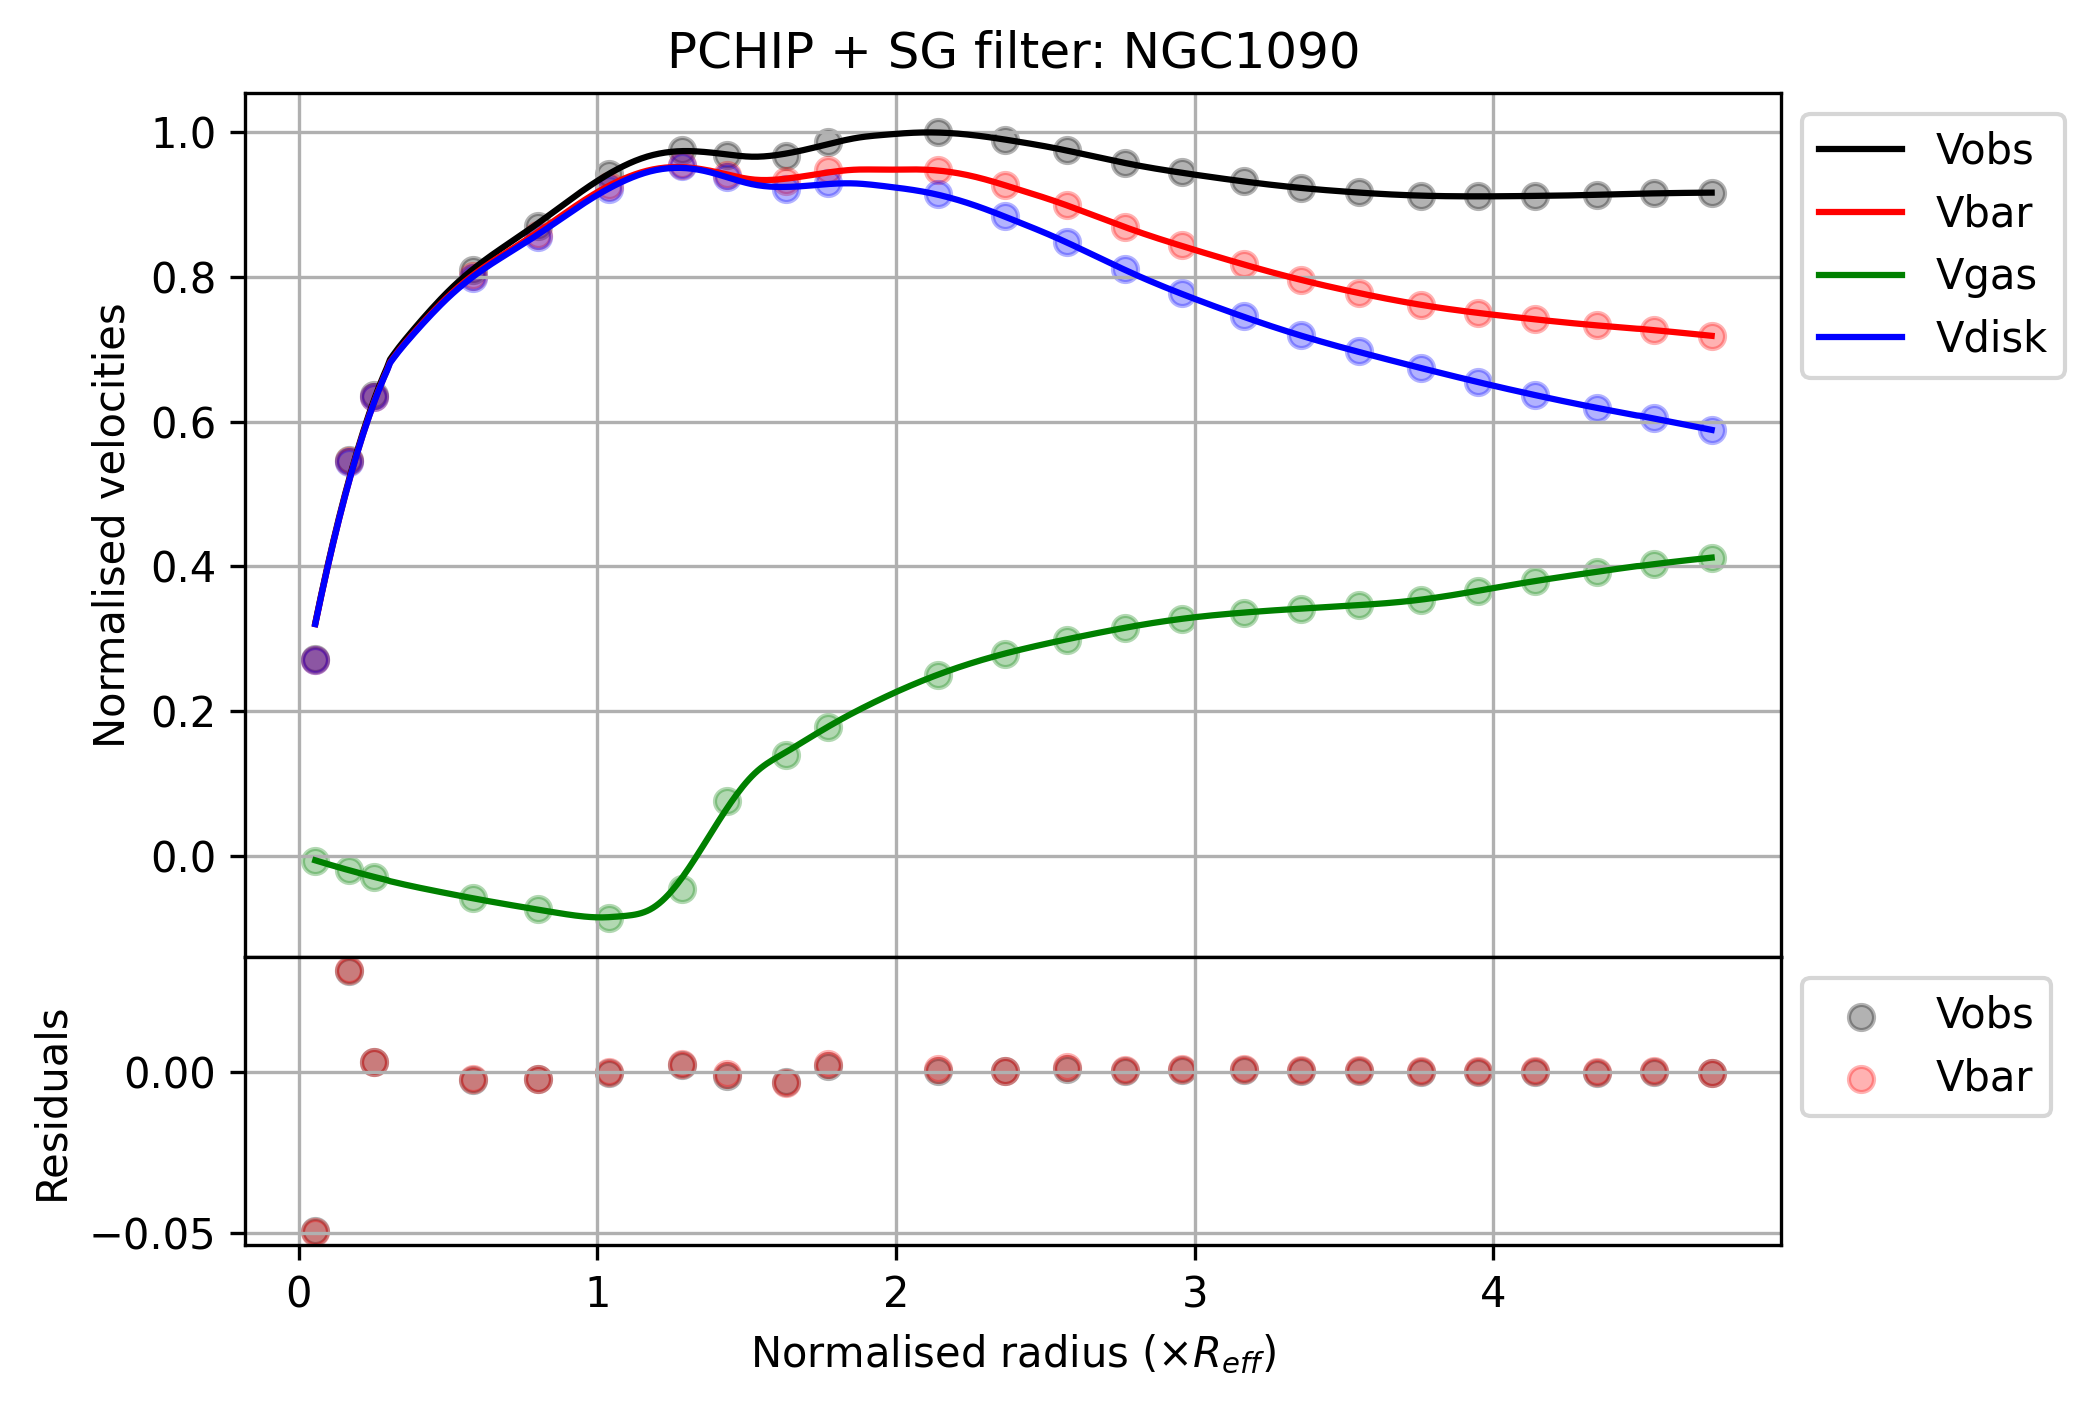 PCHIP + SG filter: NGC1090
Normalised velocities
1.0
0.8
0.6
0.4
0.2
0.0
Vobs
Vbar
Vgas
Vdisk
Residuals
0.00
−0.05
Vobs
Vbar
0 1 2 3 4
Normalised radius (×R_eff)